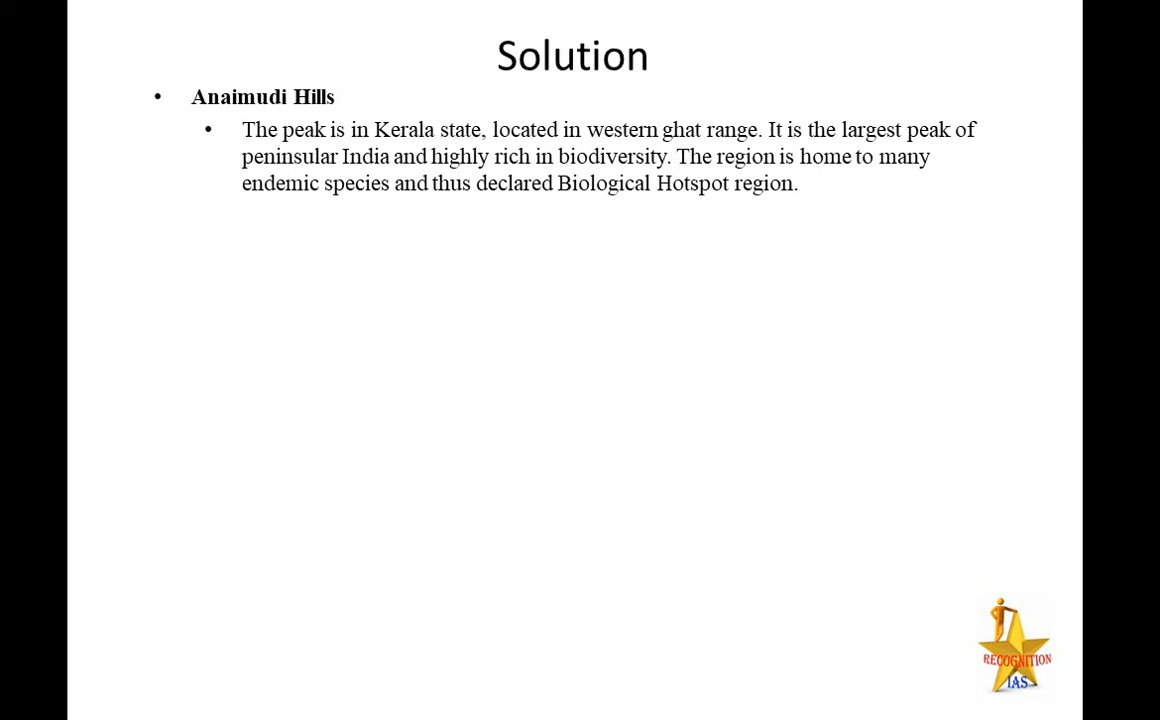 Solution
• Anaimudi Hills
• The peak is in Kerala state, located in western ghat range. It is the largest peak of
peninsular India and highly rich in biodiversity. The region is home to many
endemic species and thus declared Biological Hotspot region.
RECOGNITION
IAS